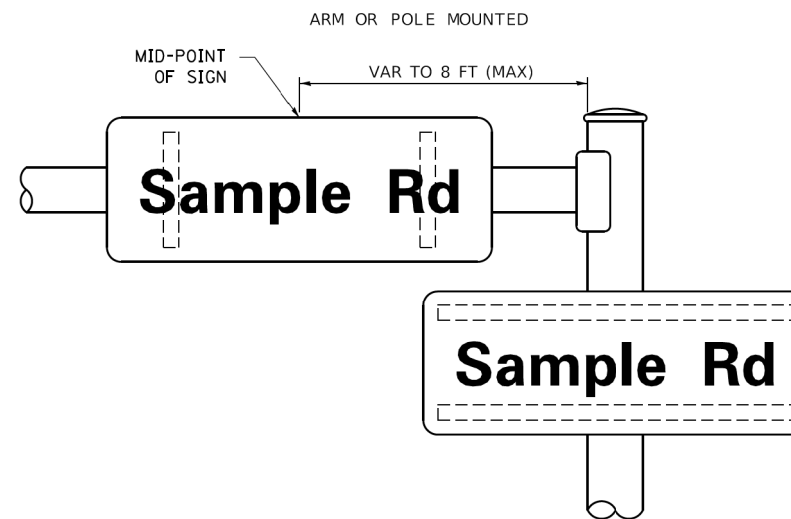 ARM OR POLE MOUNTED
MID-POINT
OF SIGN
VAR TO 8 FT (MAX)
Sample Rd
Sample Rd